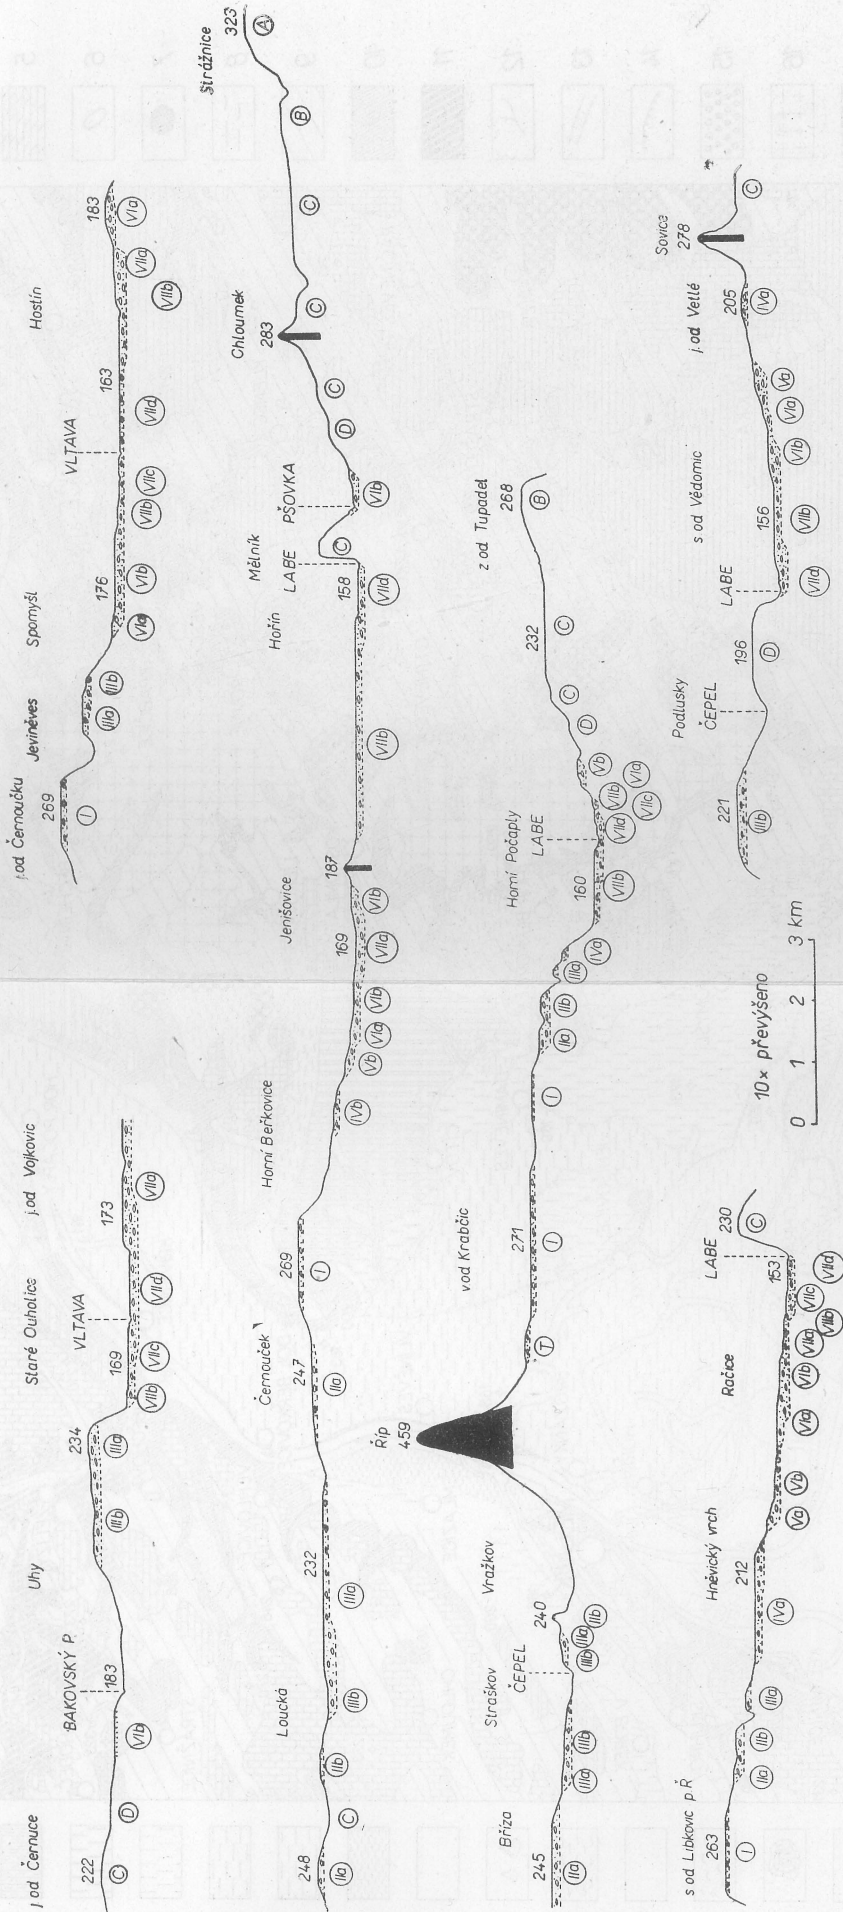 j. od Černuce
Uhy
Staré Ouholice
j. od Vojkovic
BAKOVSKÝ P.
VLTAVA
222
183
234
169
173
C
D
VIb
IIIb
IIIa
VIIb
VIIc
VIId
VIIa
j. od Černoučku
Jeviněves
Spomyšl
Hostín
VLTAVA
269
176
163
183
I
IIIa
IIIb
VIa
VIb
VIIb
VIIc
VIId
VIIb
VIIa
VIa
Loucká
Černouček
Horní Beřkovice
Jenišovice
Hořín
Mělník
Chloumek
Strážnice
LABE
PŠOVKA
248
232
247
269
169
187
158
283
323
IIa
C
IIb
IIIb
IIIa
IIa
I
IVb
Vb
VIa
VIb
VIIa
VIb
VIIb
VIId
C
VIb
D
C
C
C
B
A
Bříza
Straškov
Vražkov
Říp
v od Krabčic
Horní Počaply
z od Tupadel
ČEPEL
LABE
245
240
459
271
160
232
268
IIa
IIIa
IIIb
IIIb
IIIa
IIb
T
I
I
IIa
IIb
IIIa
IVa
VIIb
VIId
VIIc
VIIb
VIa
Vb
D
C
C
B
s od Libkovic p.Ř
Hněvický vrch
Račice
LABE
263
212
153
230
I
IIa
IIb
IIIa
IVa
Va
Vb
VIa
VIb
VIIa
VIIb
VIIc
VIId
C
10× převýšeno
0 1 2 3 km
Podlusky
ČEPEL
LABE
s od Vědomic
j. od Vetlé
Sovice
221
196
156
205
278
IIIb
D
VIId
VIIb
VIb
VIa
Va
IVa
C